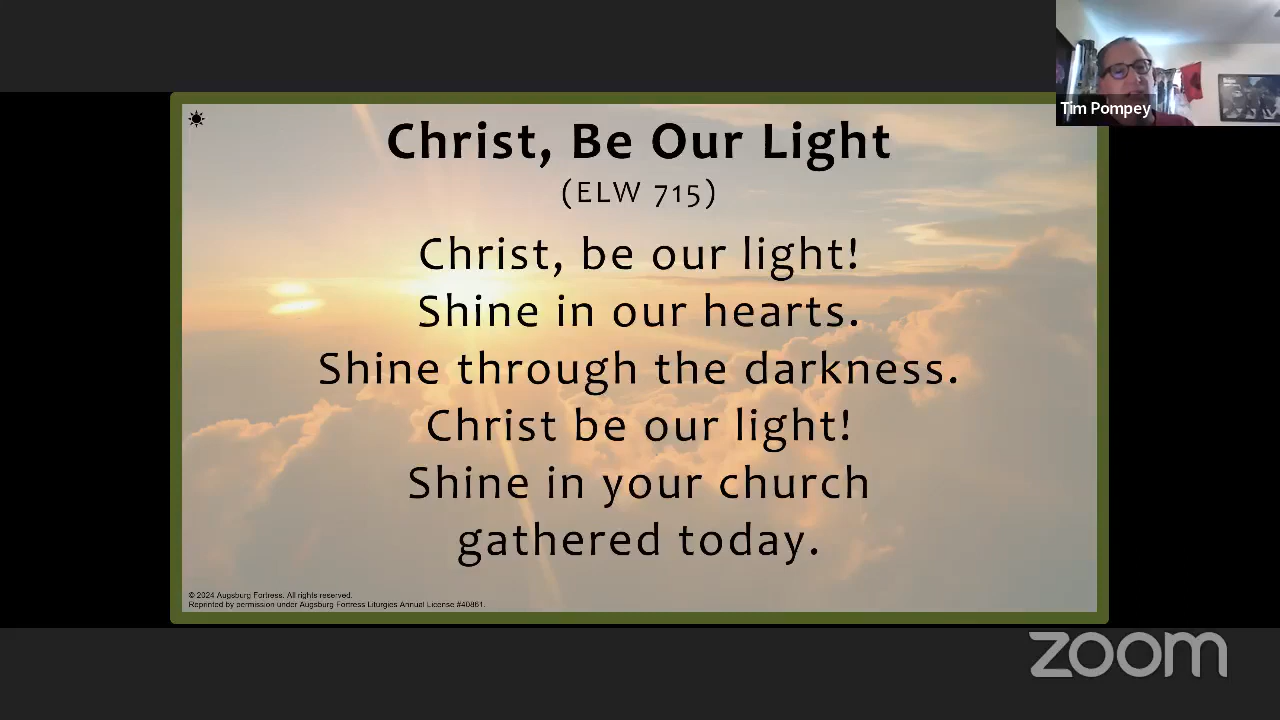 Christ, Be Our Light
(ELW 715)
Christ, be our light!
Shine in our hearts.
Shine through the darkness.
Christ be our light!
Shine in your church
gathered today.
© 2024 Augsburg Fortress. All rights reserved.
Reprinted by permission under Augsburg Fortress Liturgies Annual License #40861.
Tim Pompey
zoom